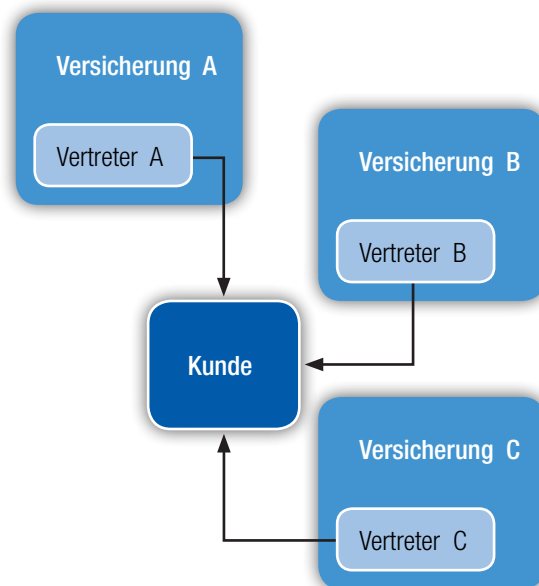 Versicherung A
Vertreter A
Versicherung B
Vertreter B
Kunde
Versicherung C
Vertreter C